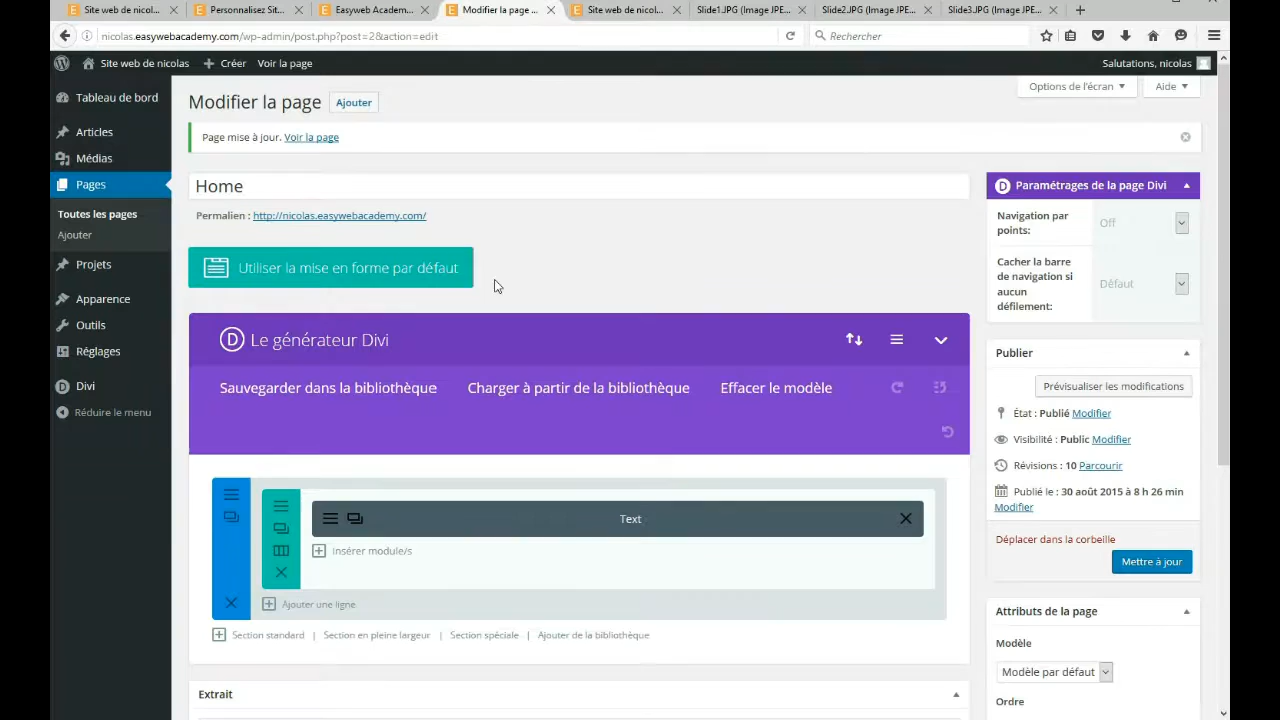 Site web de nicol...
Personnalisez Sit...
Easyweb Academ...
Modifier la page ...
Site web de nicol...
Slide1.JPG (Image JPE...
Slide2.JPG (Image JPE...
Slide3.JPG (Image JPE...
nicolas.easywebacademy.com/wp-admin/post.php?post=2&action=edit
Rechercher
Site web de nicolas
Créer
Voir la page
Salutations, nicolas
Tableau de bord
Articles
Médias
Pages
Toutes les pages
Ajouter
Projets
Apparence
Outils
Réglages
Divi
Réduire le menu
Options de l'écran
Aide
Modifier la page
Ajouter
Page mise à jour. Voir la page
Home
Permalien : http://nicolas.easywebacademy.com/
Utiliser la mise en forme par défaut
D Le générateur Divi
Sauvegarder dans la bibliothèque
Charger à partir de la bibliothèque
Effacer le modèle
Text
Insérer module/s
Ajouter une ligne
Section standard | Section en pleine largeur | Section spéciale | Ajouter de la bibliothèque
Extrait
D Paramétrages de la page Divi
Navigation par
points:
Off
Cacher la barre
de navigation si
aucun
défilement:
Défaut
Publier
Prévisualiser les modifications
État : Publié Modifier
Visibilité : Public Modifier
Révisions : 10 Parcourir
Publié le : 30 août 2015 à 8 h 26 min
Modifier
Déplacer dans la corbeille
Mettre à jour
Attributs de la page
Modèle
Modèle par défaut
Ordre